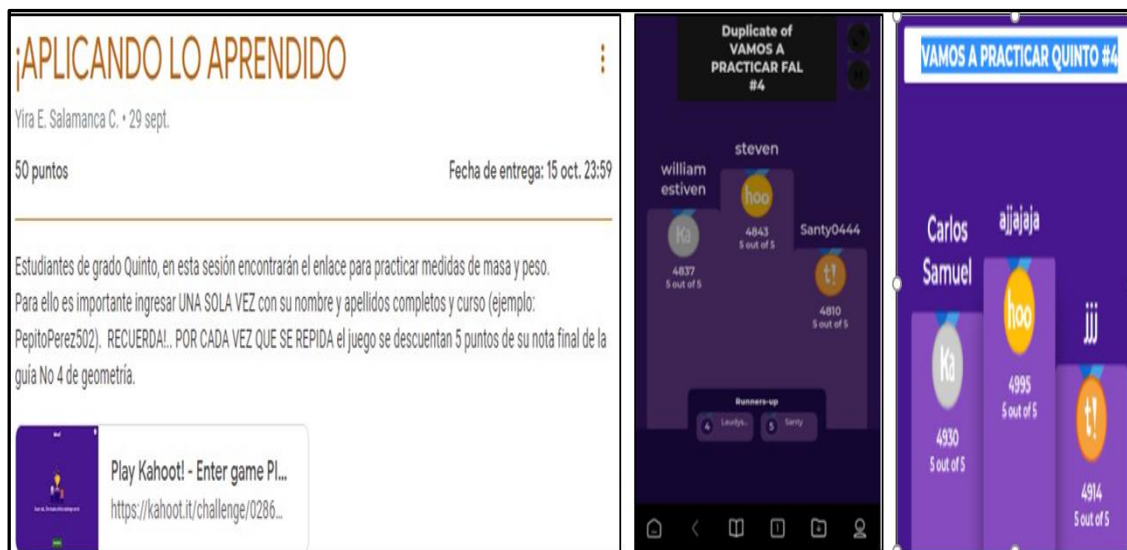 ¡APLICANDO LO APRENDIDO
Yira E. Salamanca C. • 29 sept.
50 puntos
Fecha de entrega: 15 oct. 23:59
Estudiantes de grado Quinto, en esta sesión encontrarán el enlace para practicar medidas de masa y peso.
Para ello es importante ingresar UNA SOLA VEZ con su nombre y apellidos completos y curso (ejemplo:
PepitoPerez502). RECUERDA!.. POR CADA VEZ QUE SE REPIDA el juego se descuentan 5 puntos de su nota final de la
guía No 4 de geometría.
Play Kahoot! - Enter game Pl...
https://kahoot.it/challenge/0286...
Duplicate of
VAMOS A
PRACTICAR FAL
#4
steven
hoo
4843
5 out of 5
william
estiven
Ka
4837
5 out of 5
Santy0444
t!
4810
5 out of 5
Runners-up
4 Leudys..
5 Santy
VAMOS A PRACTICAR QUINTO #4
ajjajaja
hoo
4995
5 out of 5
Carlos
Samuel
Ka
4930
5 out of 5
jjj
t!
4914
5 out of 5